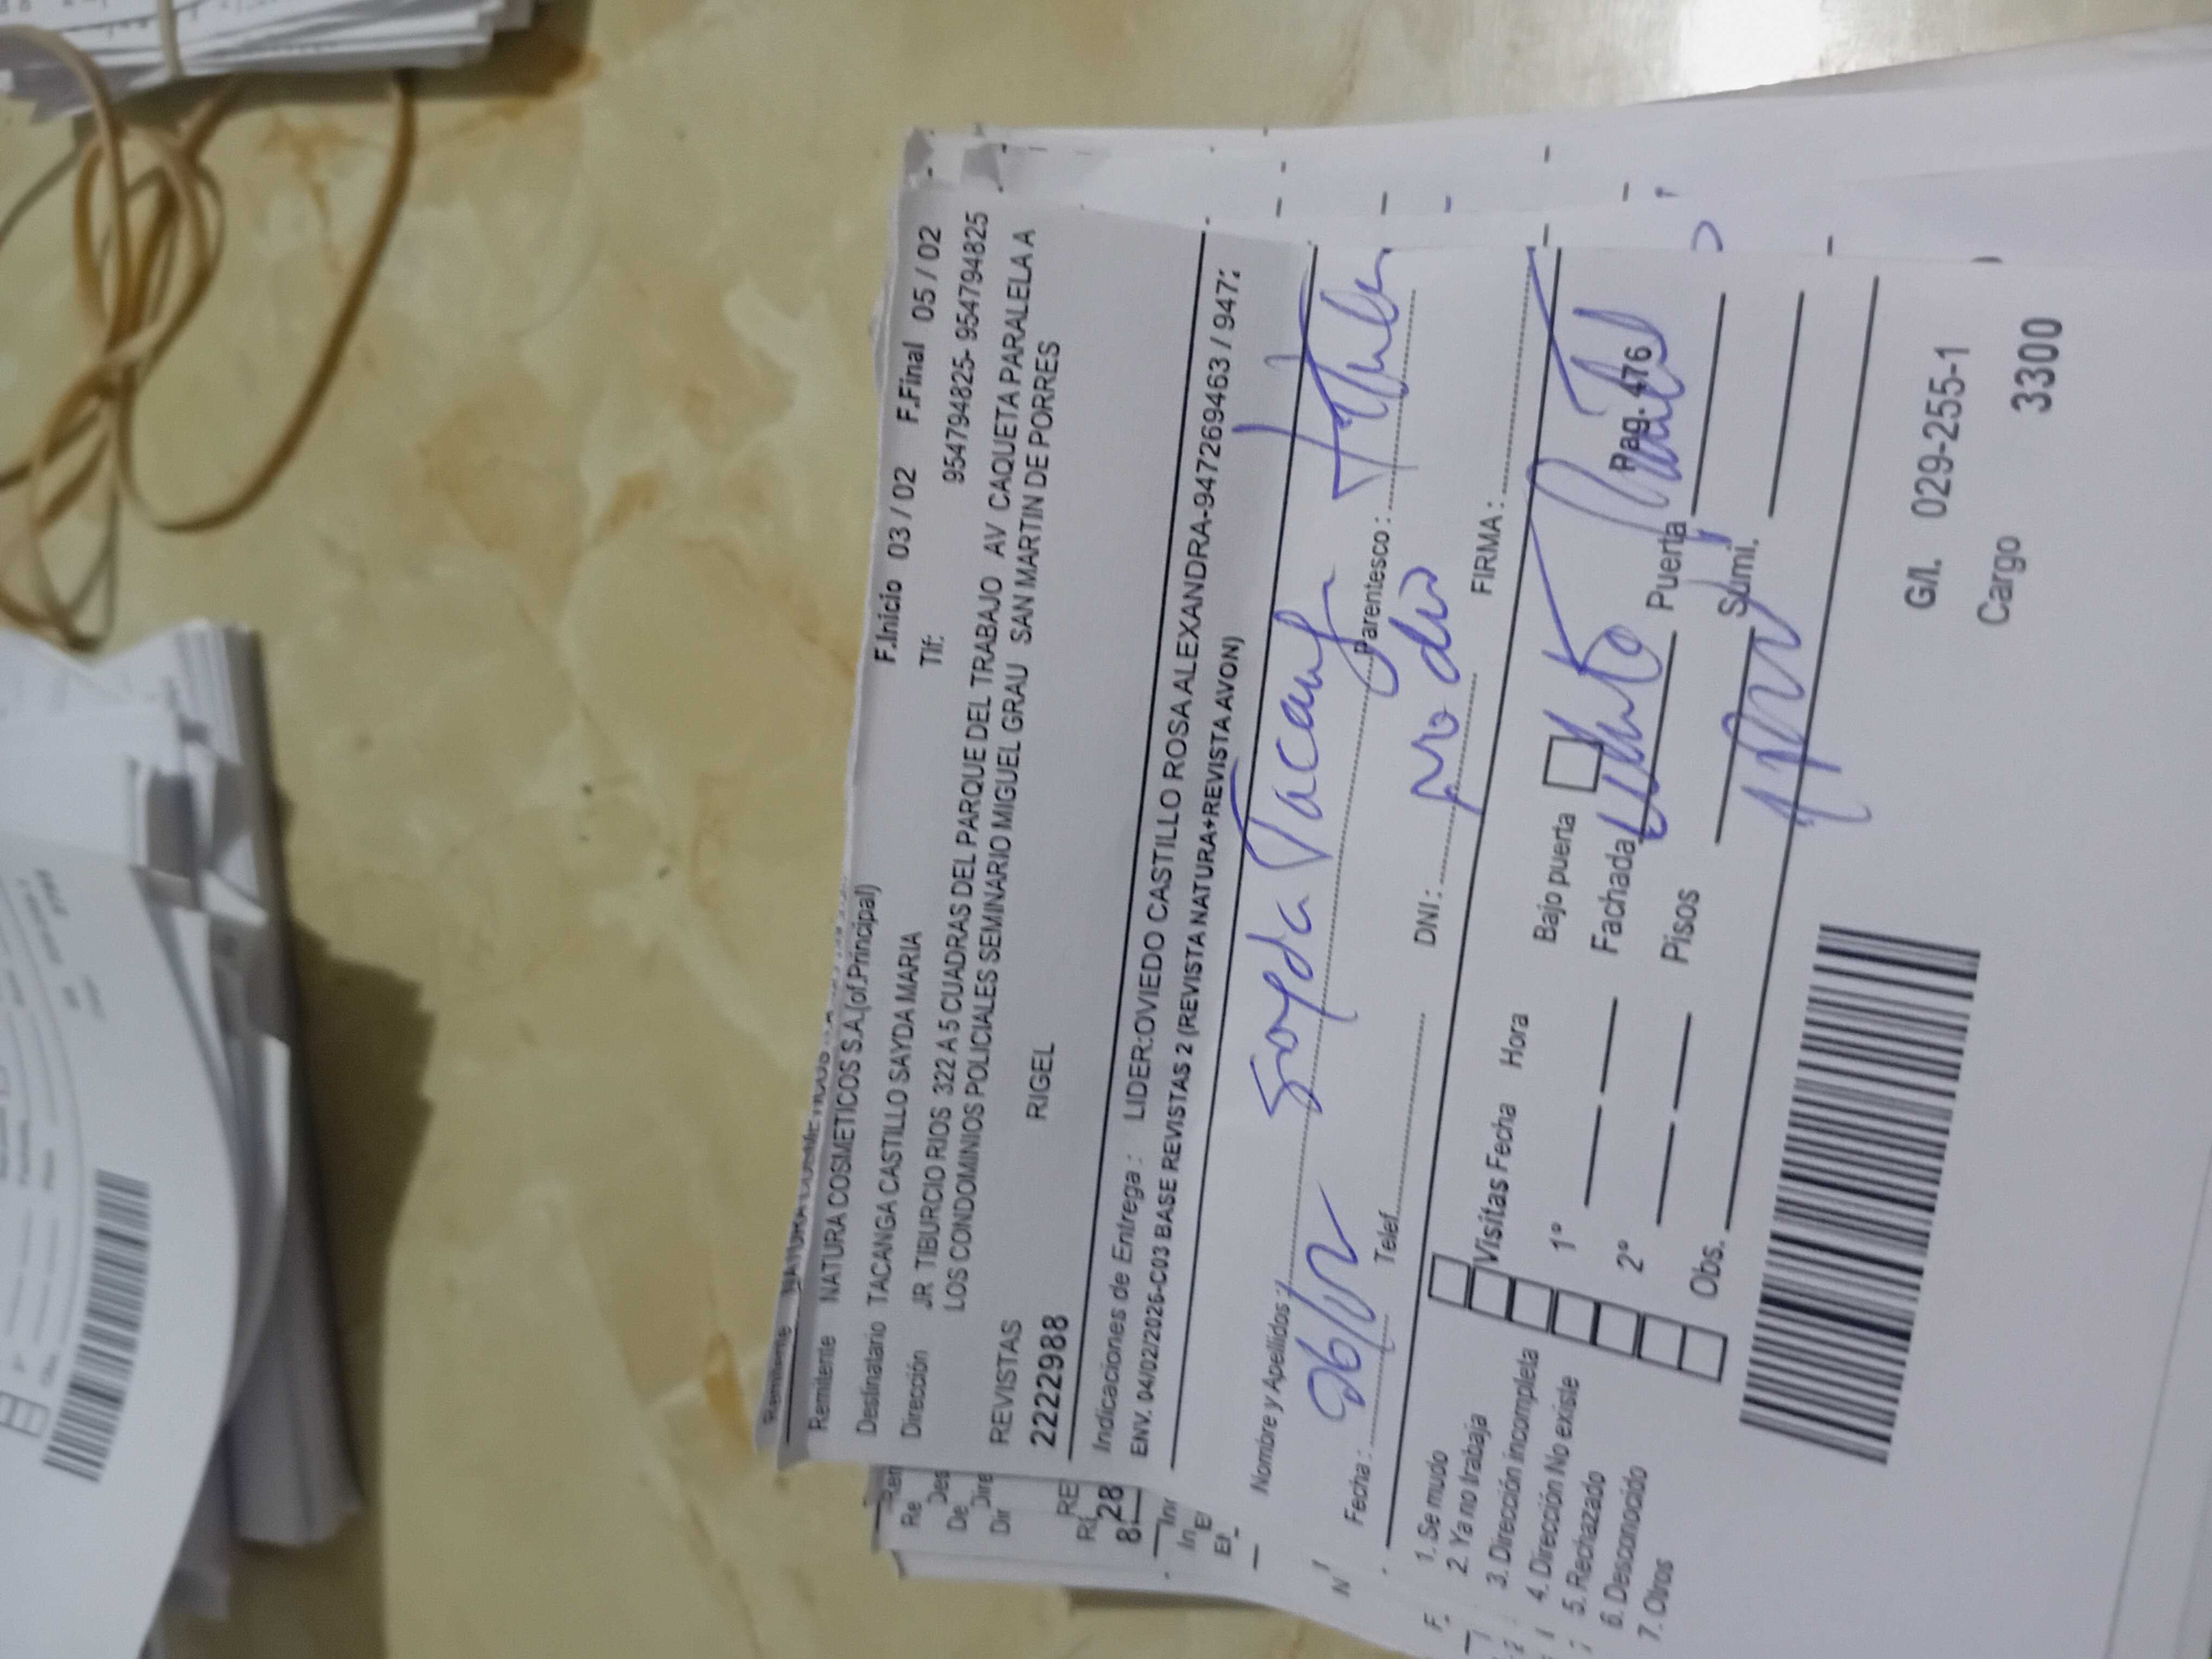 Remitente NATURA COSMETICOS S.A.(of.Principal) F.Inicio 03 / 02 F.Final 05 / 02
Destinatario TACANGA CASTILLO SAYDA MARIA Tlf: 954794825- 954794825
Dirección JR TIBURCIO RIOS 322 A 5 CUADRAS DEL PARQUE DEL TRABAJO AV CAQUETA PARALELA A
LOS CONDOMINIOS POLICIALES SEMINARIO MIGUEL GRAU SAN MARTIN DE PORRES
REVISTAS
22222988 RIGEL
Indicaciones de Entrega : LIDER:OVIEDO CASTILLO ROSA ALEXANDRA-947269463 / 947
ENV. 04/02/2026-C03 BASE REVISTAS 2 (REVISTA NATURA+REVISTA AVON)
Nombre y Apellidos : Sayda Tacanga
Fecha : 06/02 Telef. DNI : no dio Parentesco : Titular
FIRMA :
1. Se mudo
2. Ya no trabaja
3. Dirección incompleta
4. Dirección No existe
5. Rechazado
6. Desconocido
7. Otros
Visitas Fecha Hora
1°
2°
Obs.
Bajo puerta
Fachada Puerta
Pisos Sumi.
Pag. 476
G/I. 029-255-1
Cargo 3300